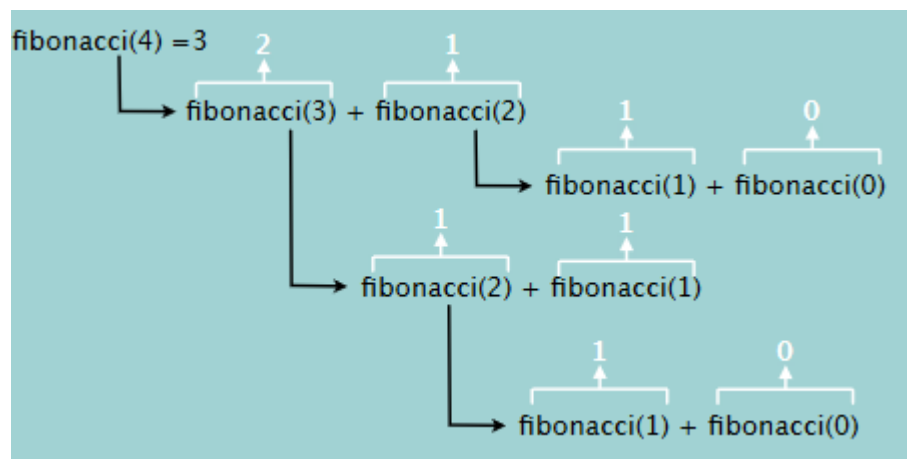 fibonacci(4) =3
2 1
fibonacci(3) + fibonacci(2)
1 0
fibonacci(1) + fibonacci(0)
1 1
fibonacci(2) + fibonacci(1)
1 0
fibonacci(1) + fibonacci(0)